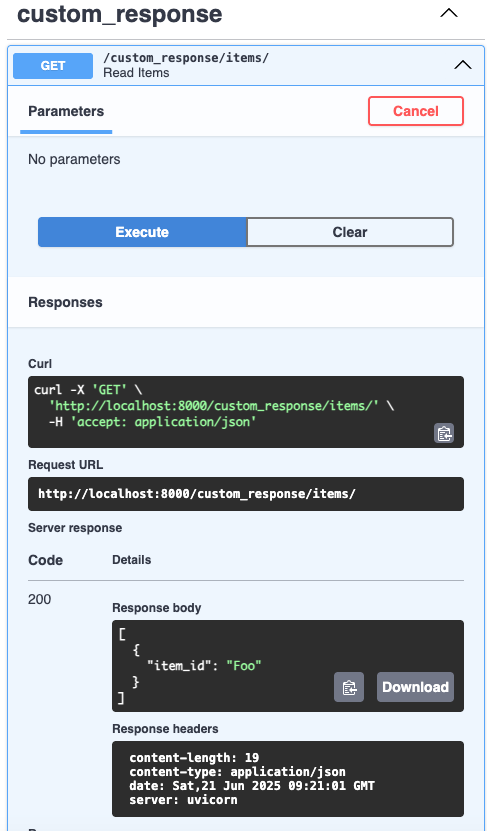 custom_response
GET
/custom_response/items/
Read Items
Parameters
Cancel
No parameters
Execute
Clear
Responses
Curl
curl -X 'GET' \
  'http://localhost:8000/custom_response/items/' \
  -H 'accept: application/json'
Request URL
http://localhost:8000/custom_response/items/
Server response
Code
Details
200
Response body
[
  {
    "item_id": "Foo"
  }
]
Download
Response headers
content-length: 19
content-type: application/json
date: Sat,21 Jun 2025 09:21:01 GMT
server: uvicorn